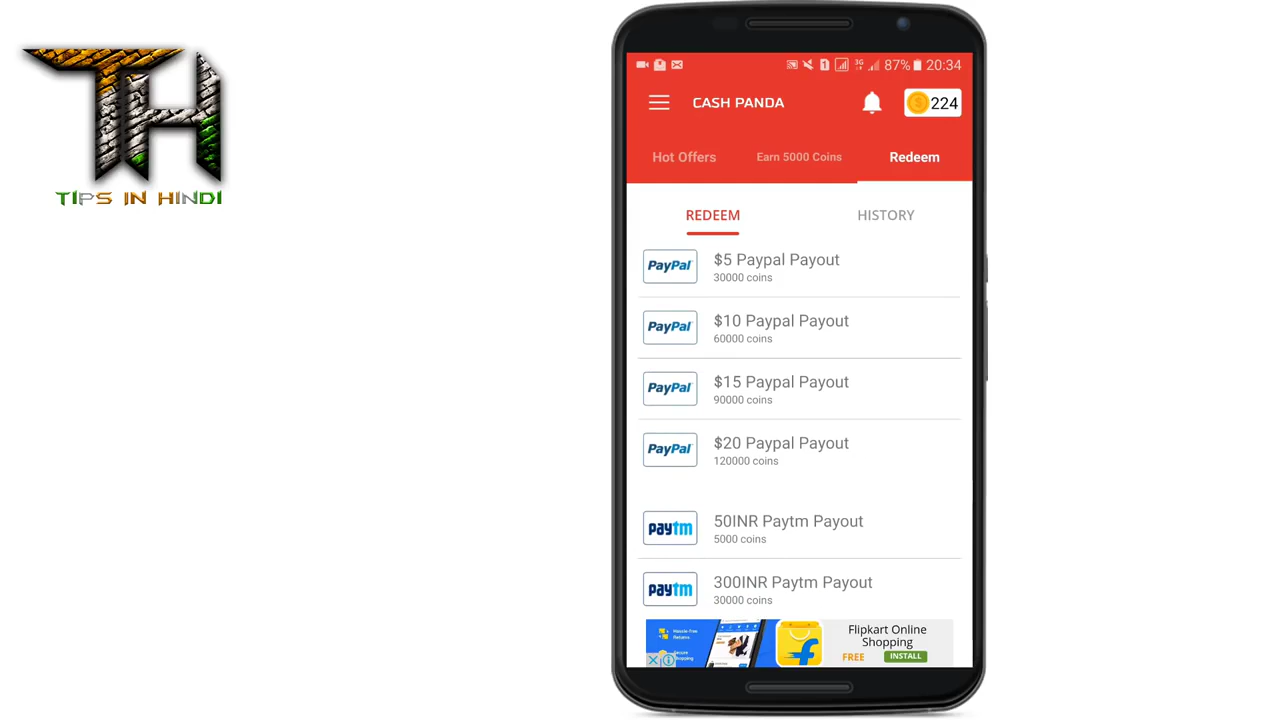 TH
TIPS IN HINDI
3G 87% 20:34
CASH PANDA
224
Hot Offers
Earn 5000 Coins
Redeem
REDEEM
HISTORY
PayPal
$5 Paypal Payout
30000 coins
PayPal
$10 Paypal Payout
60000 coins
PayPal
$15 Paypal Payout
90000 coins
PayPal
$20 Paypal Payout
120000 coins
paytm
50INR Paytm Payout
5000 coins
paytm
300INR Paytm Payout
30000 coins
Flipkart Online
Shopping
FREE
INSTALL